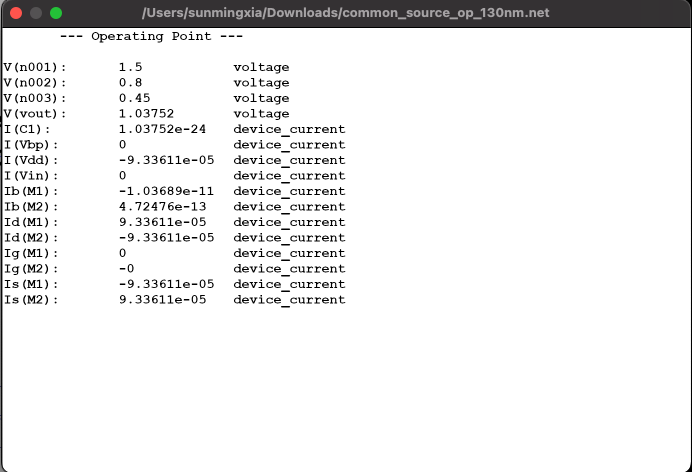 /Users/sunmingxia/Downloads/common_source_op_130nm.net
--- Operating Point ---
V(n001): 1.5 voltage
V(n002): 0.8 voltage
V(n003): 0.45 voltage
V(vout): 1.03752 voltage
I(C1): 1.03752e-24 device_current
I(Vbp): 0 device_current
I(Vdd): -9.33611e-05 device_current
I(Vin): 0 device_current
Ib(M1): -1.03689e-11 device_current
Ib(M2): 4.72476e-13 device_current
Id(M1): 9.33611e-05 device_current
Id(M2): -9.33611e-05 device_current
Ig(M1): 0 device_current
Ig(M2): -0 device_current
Is(M1): -9.33611e-05 device_current
Is(M2): 9.33611e-05 device_current